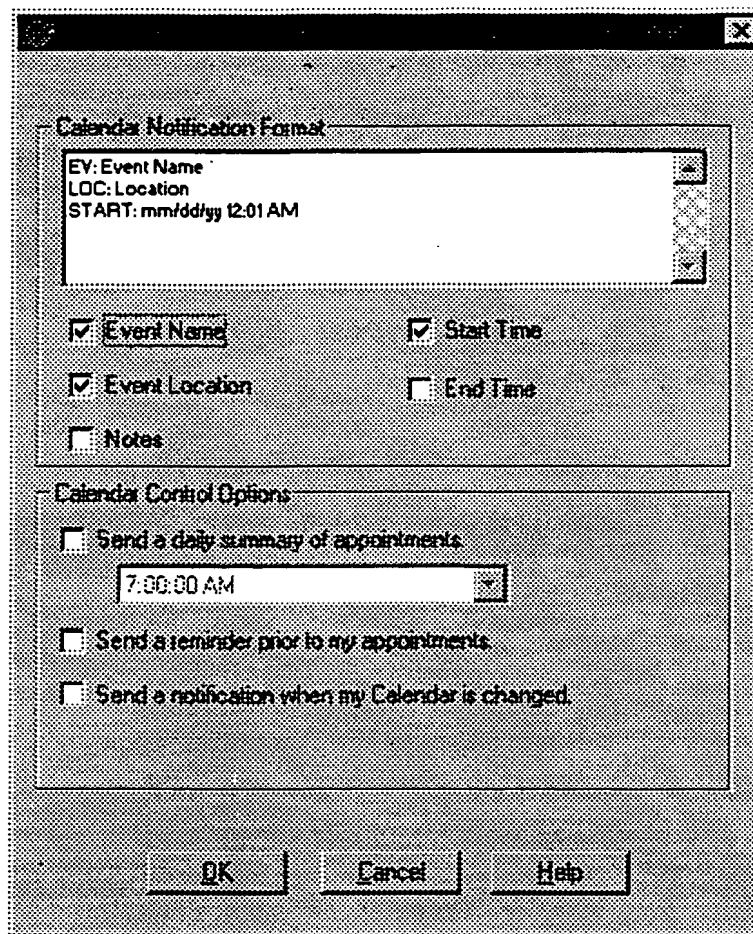 Calendar Notification Format
EV: Event Name
LOC: Location
START: mm/dd/yy 12:01 AM
Event Name
Start Time
Event Location
End Time
Notes
Calendar Control Options
Send a daily summary of appointments.
7:00:00 AM
Send a reminder prior to my appointments.
Send a notification when my Calendar is changed.
OK Cancel Help